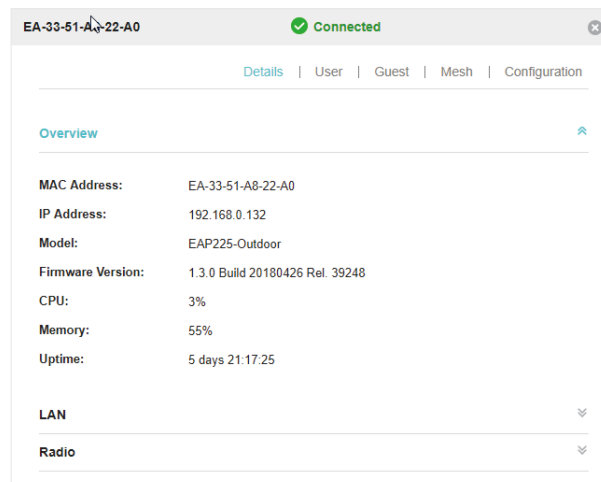 EA-33-51-A8-22-A0 Connected
Details | User | Guest | Mesh | Configuration
Overview
MAC Address: EA-33-51-A8-22-A0
IP Address: 192.168.0.132
Model: EAP225-Outdoor
Firmware Version: 1.3.0 Build 20180426 Rel. 39248
CPU: 3%
Memory: 55%
Uptime: 5 days 21:17:25
LAN
Radio